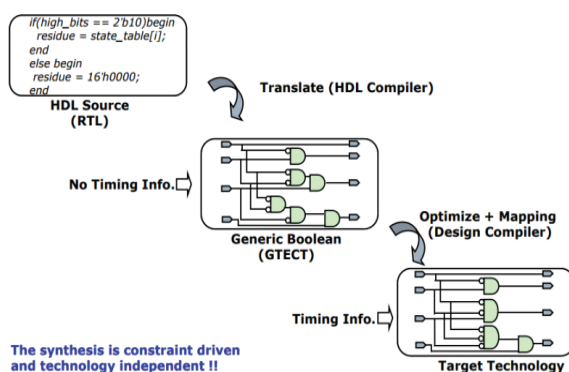 if(high_bits == 2'b10)begin
residue = state_table[i];
end
else begin
residue = 16'h0000;
end
HDL Source
(RTL)
Translate (HDL Compiler)
No Timing Info.
Generic Boolean
(GTECT)
Optimize + Mapping
(Design Compiler)
Timing Info.
The synthesis is constraint driven
and technology independent !!
Target Technology